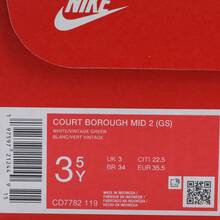 NIKE
COURT BOROUGH MID 2 (GS)
WHITE/VINTAGE GREEN
BLANC/VERT VINTAGE
3.5Y
UK 3 CITI 22.5
BR 34 EUR 35.5
CD7782 119
MADE IN INDONESIA